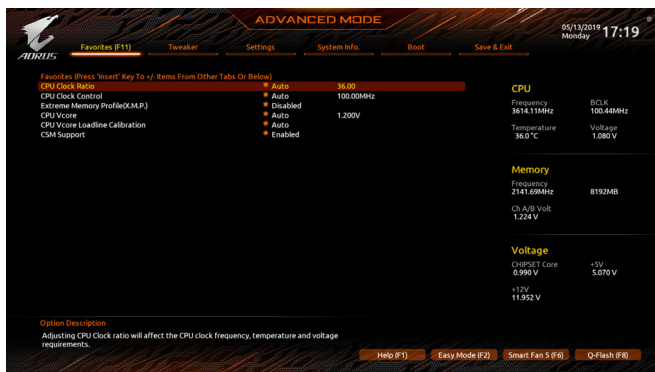 ADVANCED MODE
05/13/2019 Monday 17:19
AORUS
Favorites (F11) Tweaker Settings System Info. Boot Save & Exit
Favorites (Press 'Insert' Key To +/- Items From Other Tabs Or Below)
CPU Clock Ratio Auto 36.00
CPU Clock Control Auto 100.00MHz
Extreme Memory Profile(X.M.P.) Disabled
CPU Vcore Auto 1.200V
CPU Vcore Loadline Calibration Auto
CSM Support Enabled
CPU
Frequency BCLK
3614.11MHz 100.44MHz
Temperature Voltage
36.0 °C 1.080 V
Memory
Frequency
2141.69MHz 8192MB
Ch A/B Volt
1.224 V
Voltage
CHIPSET Core +5V
0.990 V 5.070 V
+12V
11.952 V
Option Description
Adjusting CPU Clock ratio will affect the CPU clock frequency, temperature and voltage
requirements.
Help (F1) Easy Mode (F2) Smart Fan 5 (F6) Q-Flash (F8)